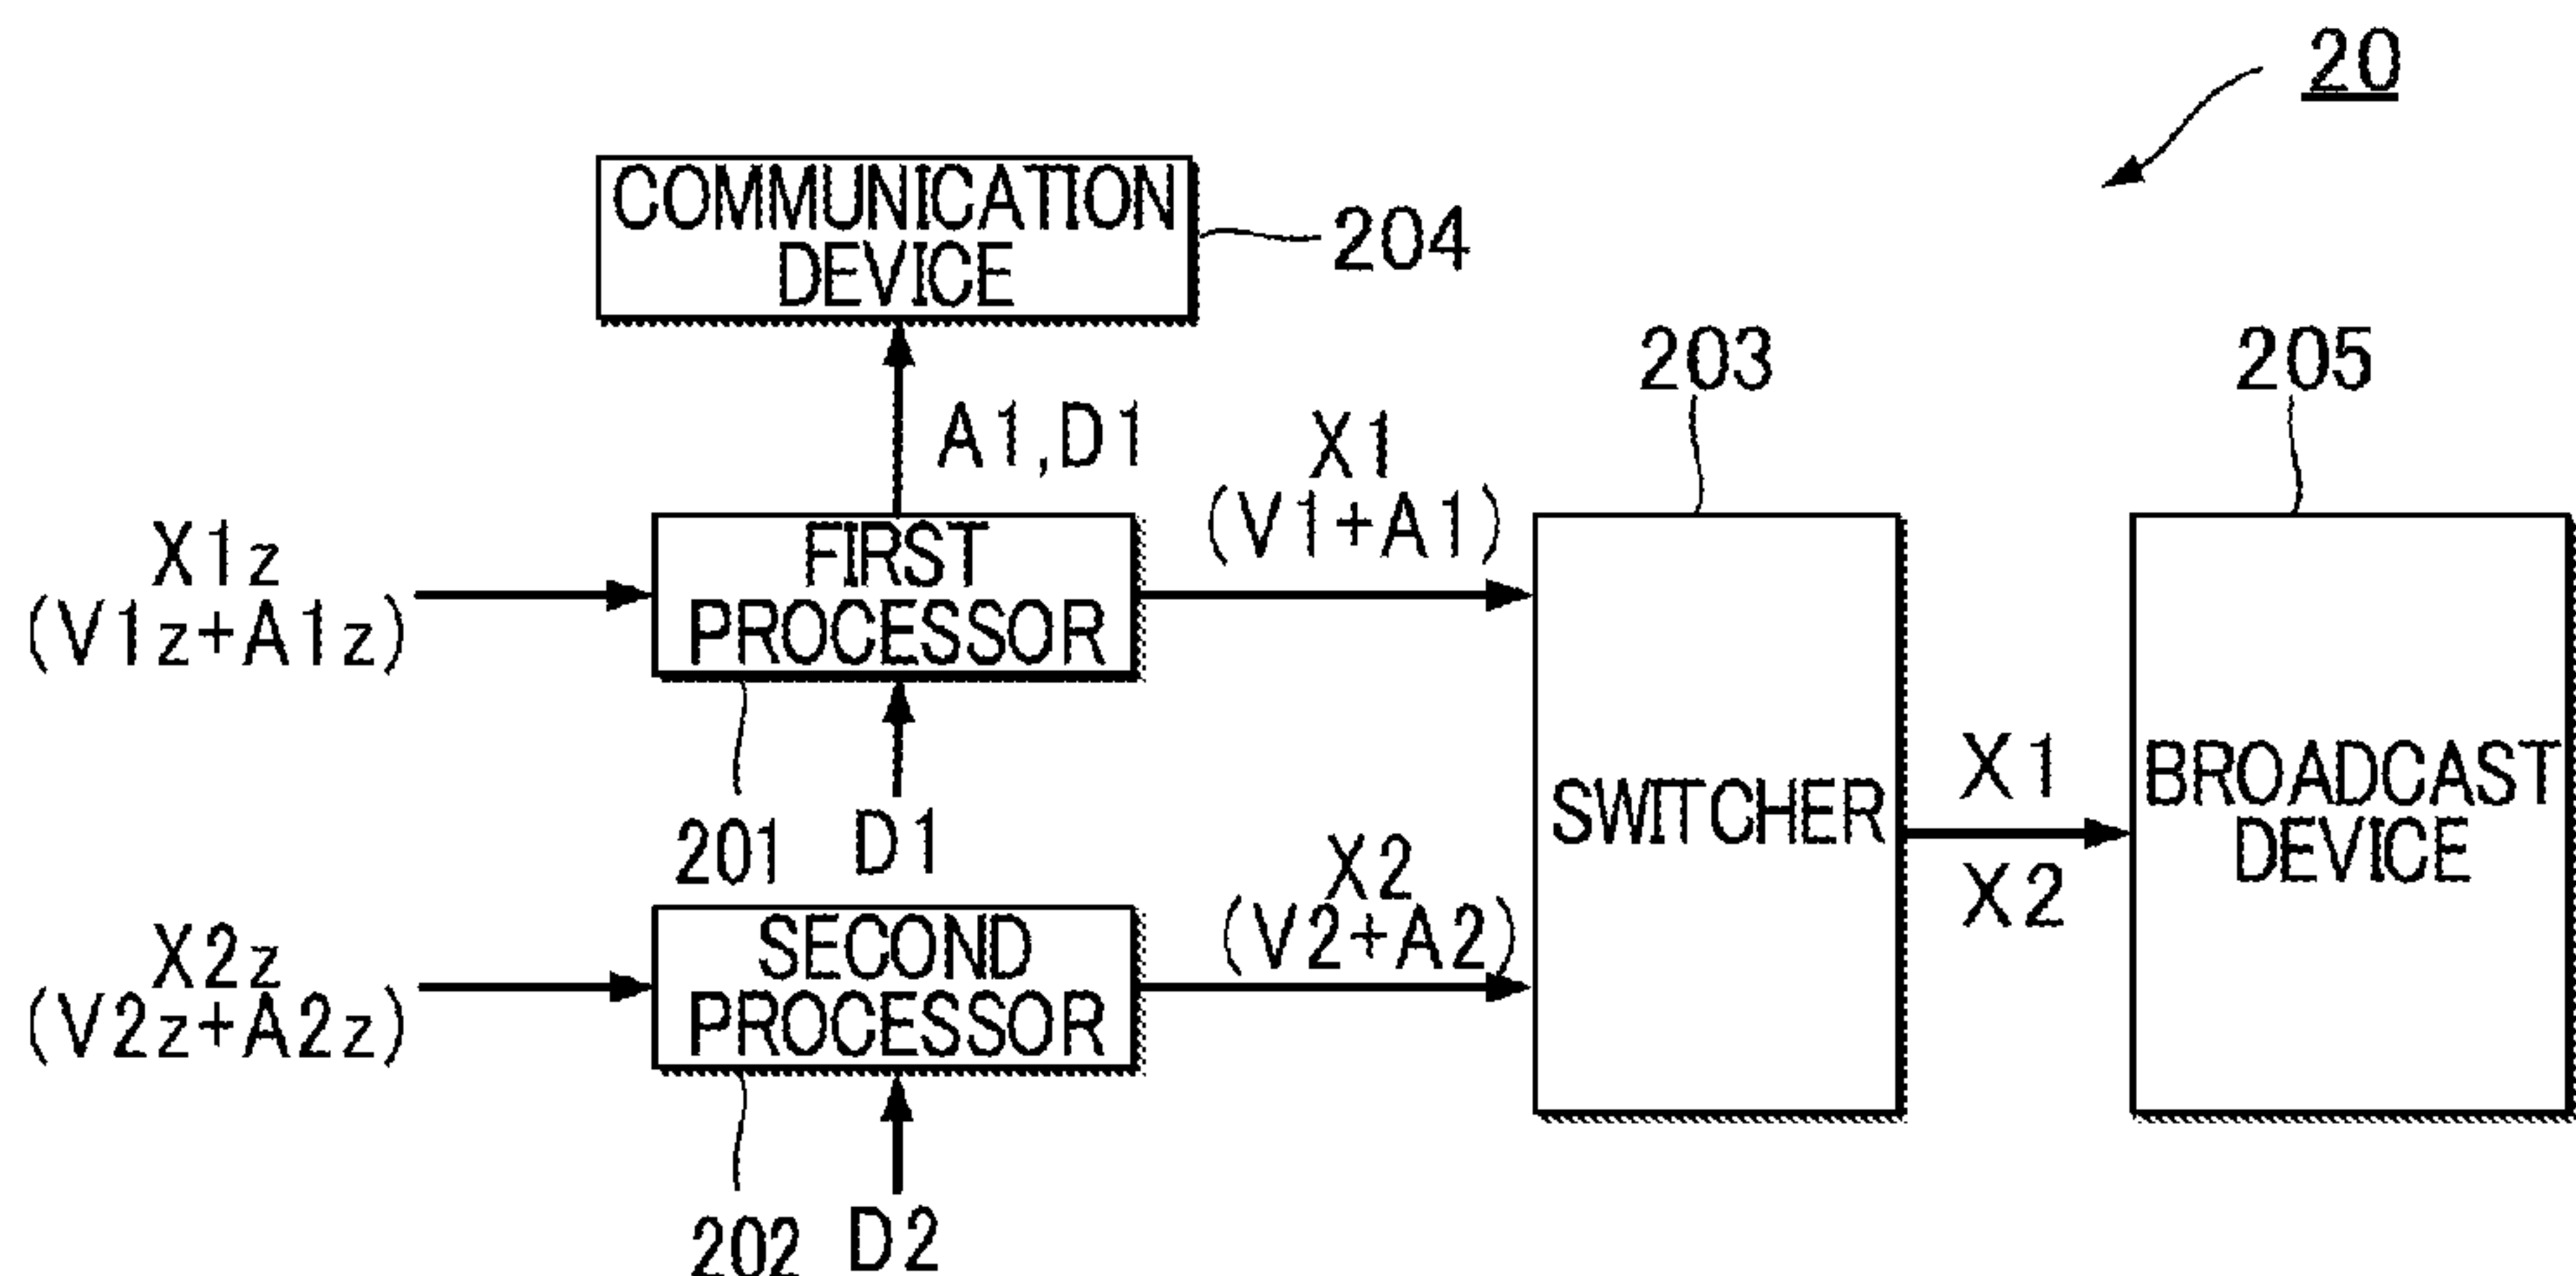 20
COMMUNICATION
DEVICE
204
A1,D1
X1
(V1+A1)
203
205
X1z
(V1z+A1z)
FIRST
PROCESSOR
201
D1
SWITCHER
X1
X2
BROADCAST
DEVICE
X2z
(V2z+A2z)
SECOND
PROCESSOR
X2
(V2+A2)
202
D2